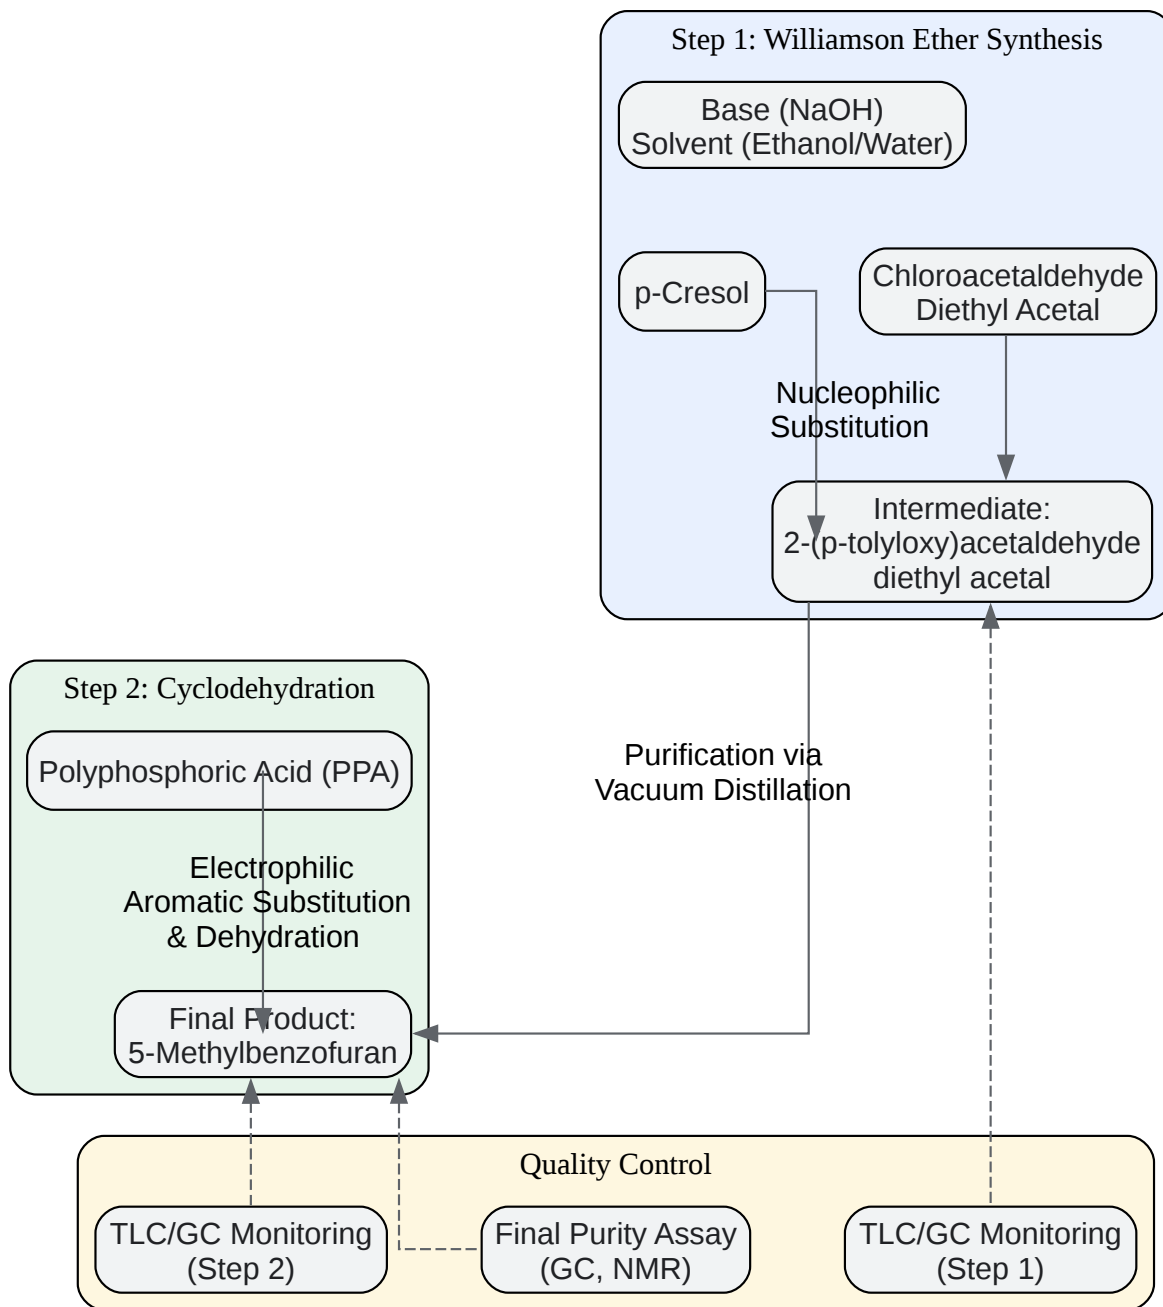 Step 1: Williamson Ether Synthesis
Base (NaOH)
Solvent (Ethanol/Water)
p-Cresol
Chloroacetaldehyde
Diethyl Acetal
Nucleophilic
Substitution
Intermediate:
2-(p-tolyloxy)acetaldehyde
diethyl acetal
Step 2: Cyclodehydration
Polyphosphoric Acid (PPA)
Purification via
Vacuum Distillation
Electrophilic
Aromatic Substitution
& Dehydration
Final Product:
5-Methylbenzofuran
Quality Control
TLC/GC Monitoring
(Step 2)
Final Purity Assay
(GC, NMR)
TLC/GC Monitoring
(Step 1)